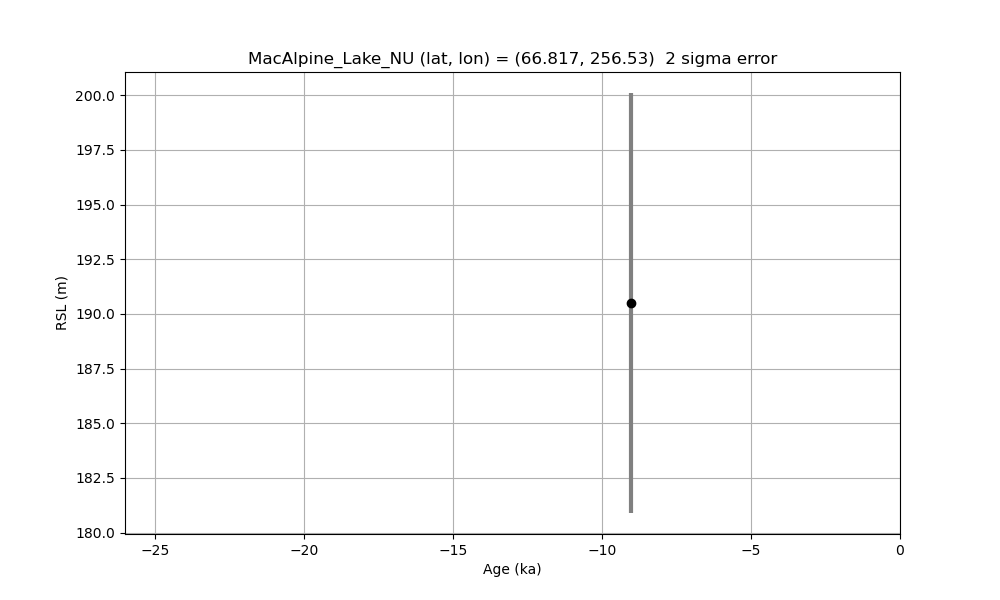 MacAlpine_Lake_NU (lat, lon) = (66.817, 256.53)  2 sigma error
200.0
197.5
195.0
192.5
190.0
187.5
185.0
182.5
180.0
RSL (m)
−25 −20 −15 −10 −5 0
Age (ka)